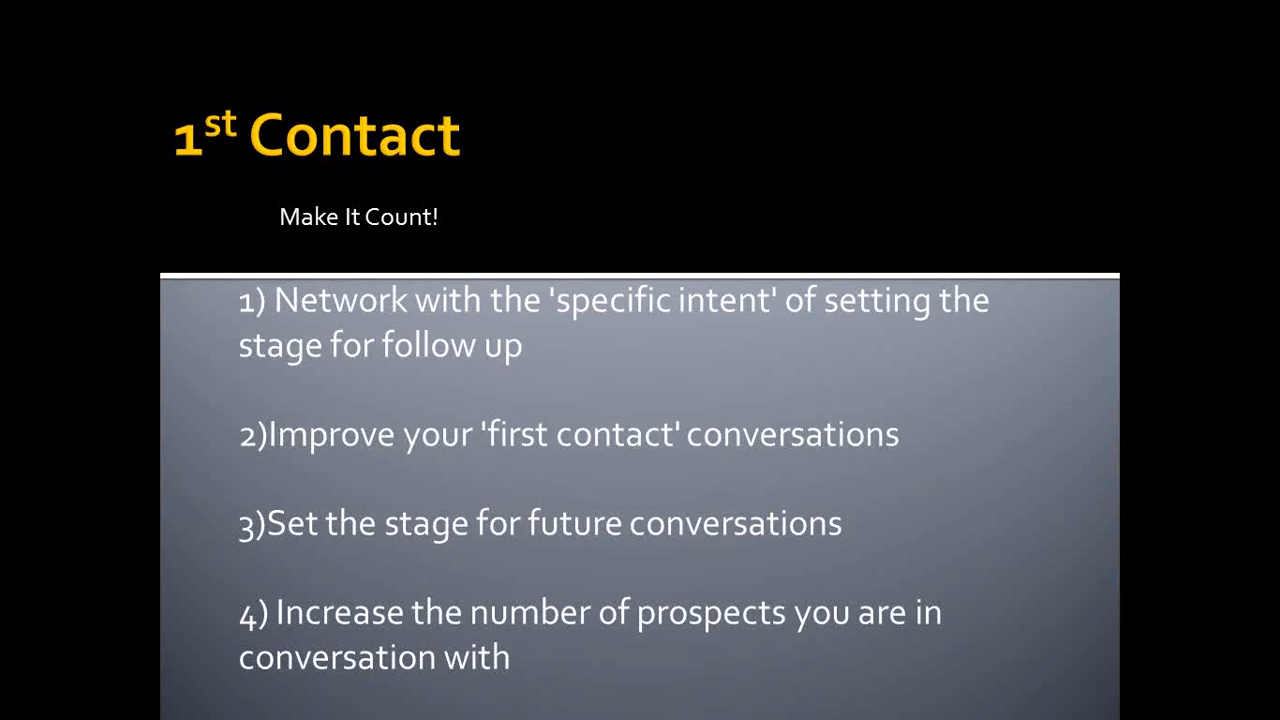 1st Contact
Make It Count!
1) Network with the 'specific intent' of setting the
stage for follow up
2)Improve your 'first contact' conversations
3)Set the stage for future conversations
4) Increase the number of prospects you are in
conversation with